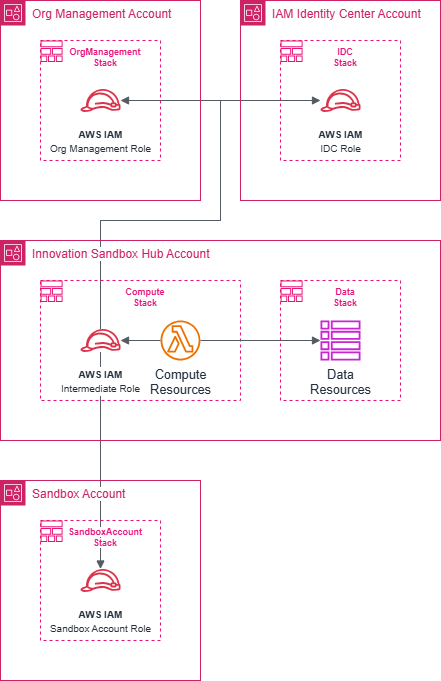 Org Management Account
IAM Identity Center Account
OrgManagement
Stack
AWS IAM
Org Management Role
IDC
Stack
AWS IAM
IDC Role
Innovation Sandbox Hub Account
Compute
Stack
AWS IAM
Intermediate Role
Compute
Resources
Data
Stack
Data
Resources
Sandbox Account
SandboxAccount
Stack
AWS IAM
Sandbox Account Role